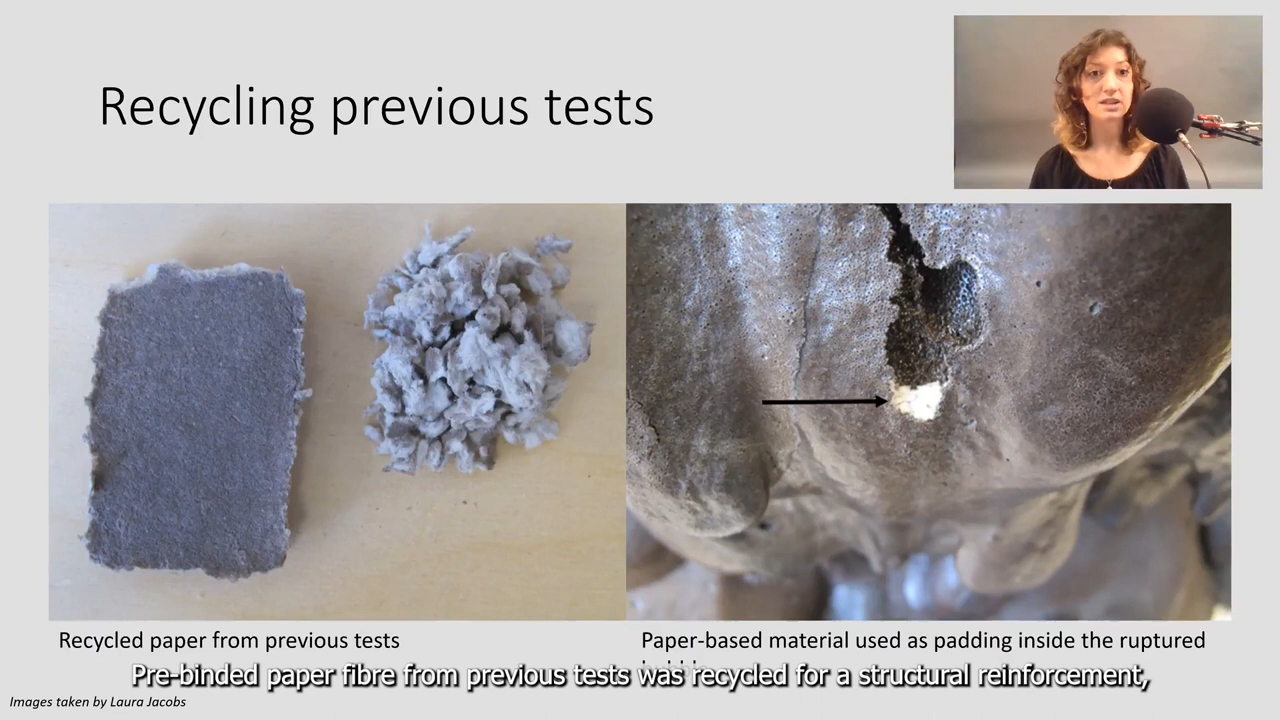 Recycling previous tests
Recycled paper from previous tests
Paper-based material used as padding inside the ruptured
Pre-binded paper fibre from previous tests was recycled for a structural reinforcement,
Images taken by Laura Jacobs